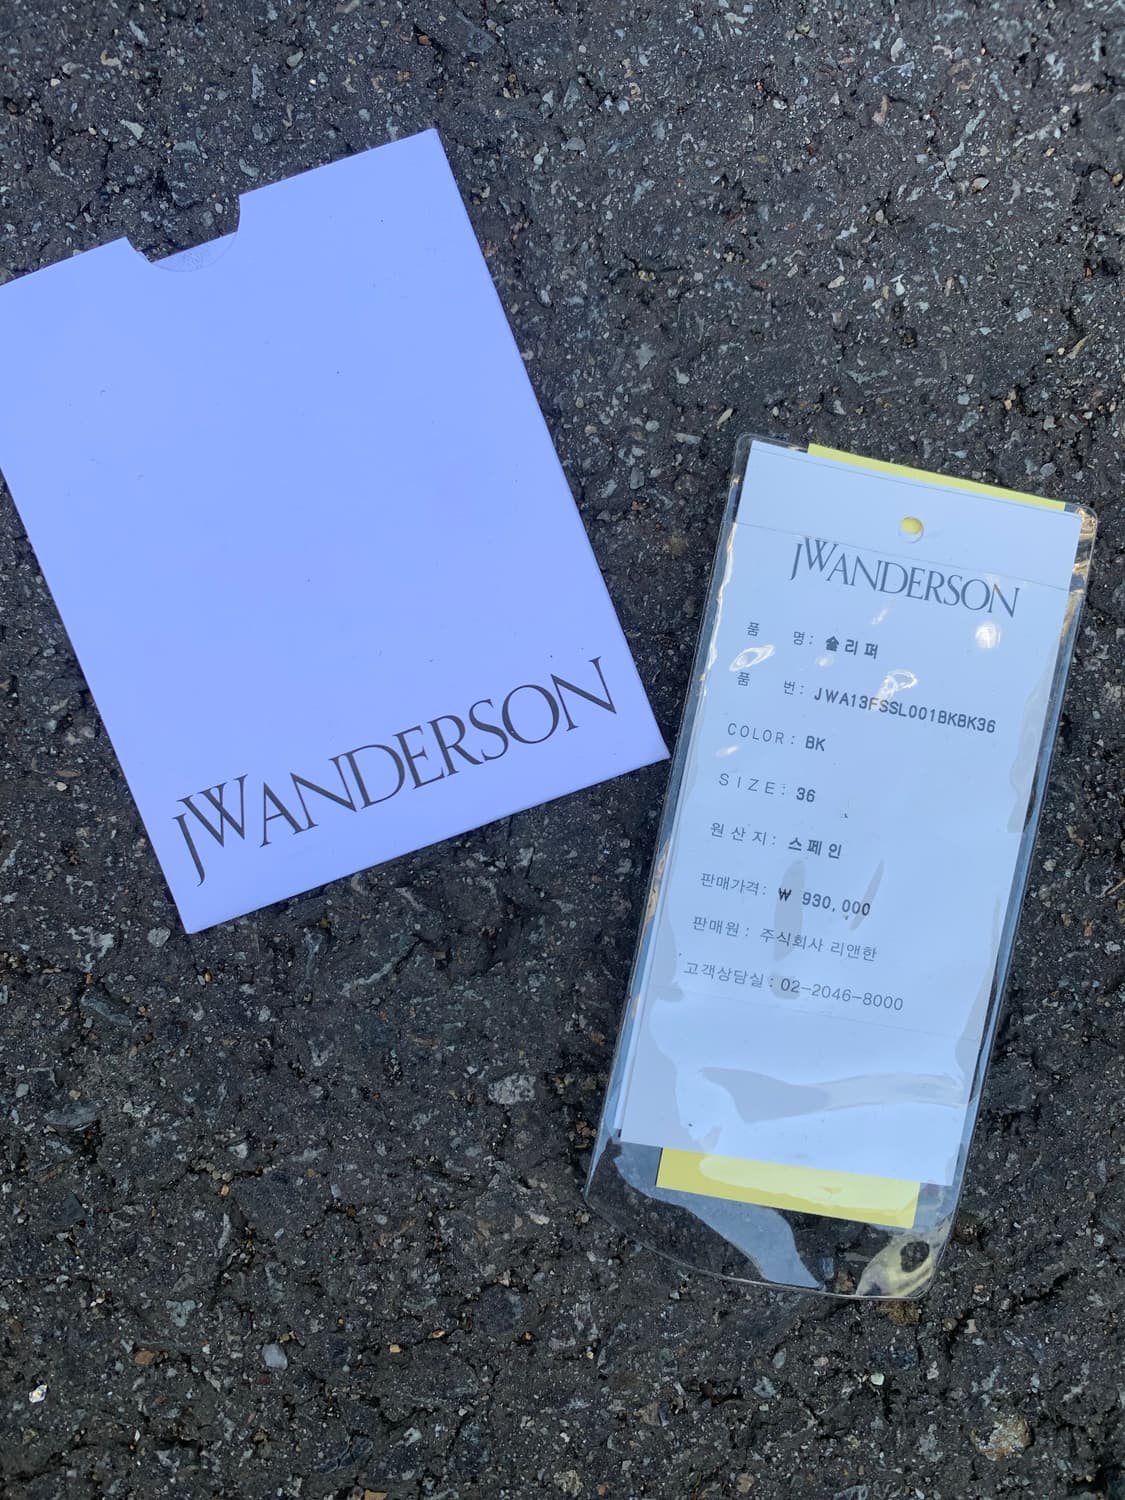 JWANDERSON
JWANDERSON
품 명: 슬리퍼
품 번: JWA13FSSL001BKBK36
COLOR: BK
SIZE: 36
원산지: 스페인
판매가격: ₩ 930,000
판매원: 주식회사 리앤한
고객상담실: 02-2046-8000